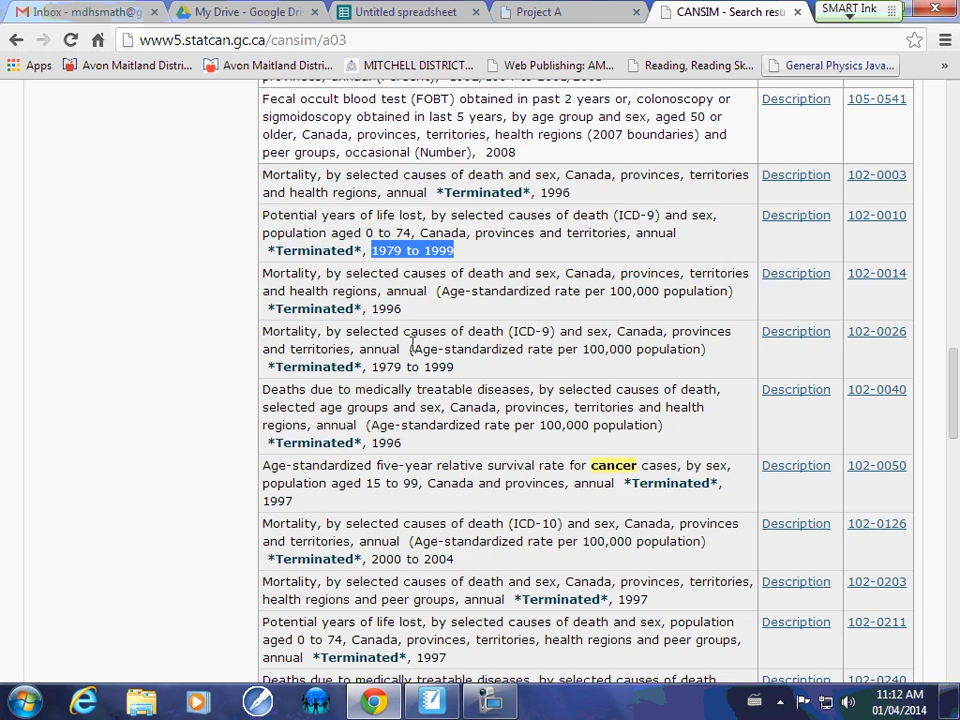 Inbox - mdhsmath@g
My Drive - Google Dri
Untitled spreadsheet
Project A
CANSIM - Search resu
SMART Ink
www5.statcan.gc.ca/cansim/a03
Apps
Avon Maitland Distri...
Avon Maitland Distri...
MITCHELL DISTRICT...
Web Publishing: AM...
Reading, Reading Sk...
General Physics Java...
»
Fecal occult blood test (FOBT) obtained in past 2 years or, colonoscopy or
sigmoidoscopy obtained in last 5 years, by age group and sex, aged 50 or
older, Canada, provinces, territories, health regions (2007 boundaries) and
peer groups, occasional (Number), 2008
Description
105-0541
Mortality, by selected causes of death and sex, Canada, provinces, territories
and health regions, annual *Terminated*, 1996
Description
102-0003
Potential years of life lost, by selected causes of death (ICD-9) and sex,
population aged 0 to 74, Canada, provinces and territories, annual
*Terminated*, 1979 to 1999
Description
102-0010
Mortality, by selected causes of death and sex, Canada, provinces, territories
and health regions, annual (Age-standardized rate per 100,000 population)
*Terminated*, 1996
Description
102-0014
Mortality, by selected causes of death (ICD-9) and sex, Canada, provinces
and territories, annual (Age-standardized rate per 100,000 population)
*Terminated*, 1979 to 1999
Description
102-0026
Deaths due to medically treatable diseases, by selected causes of death,
selected age groups and sex, Canada, provinces, territories and health
regions, annual (Age-standardized rate per 100,000 population)
*Terminated*, 1996
Description
102-0040
Age-standardized five-year relative survival rate for cancer cases, by sex,
population aged 15 to 99, Canada and provinces, annual *Terminated*,
1997
Description
102-0050
Mortality, by selected causes of death (ICD-10) and sex, Canada, provinces
and territories, annual (Age-standardized rate per 100,000 population)
*Terminated*, 2000 to 2004
Description
102-0126
Mortality, by selected causes of death and sex, Canada, provinces, territories,
health regions and peer groups, annual *Terminated*, 1997
Description
102-0203
Potential years of life lost, by selected causes of death and sex, population
aged 0 to 74, Canada, provinces, territories, health regions and peer groups,
annual *Terminated*, 1997
Description
102-0211
Deaths due to medically treatable diseases, by selected causes of death,
Description
102-0240
11:12 AM
01/04/2014